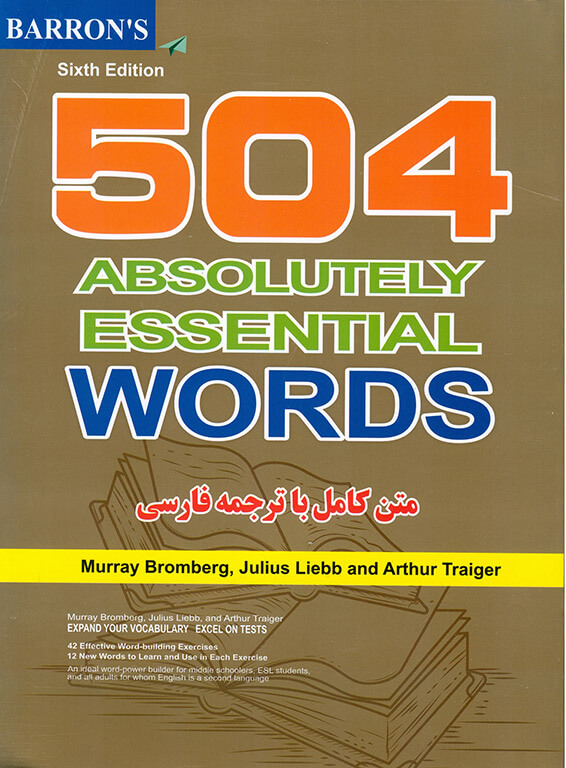 BARRON'S
Sixth Edition
504
ABSOLUTELY
ESSENTIAL
WORDS
متن کامل با ترجمه فارسی
Murray Bromberg, Julius Liebb and Arthur Traiger
Murray Bromberg, Julius Liebb, and Arthur Traiger
EXPAND YOUR VOCABULARY EXCEL ON TESTS
42 Effective Word-building Exercises
12 New Words to Learn and Use in Each Exercise
An ideal word-power builder for middle schoolers, ESL students,
and all adults for whom English is a second language